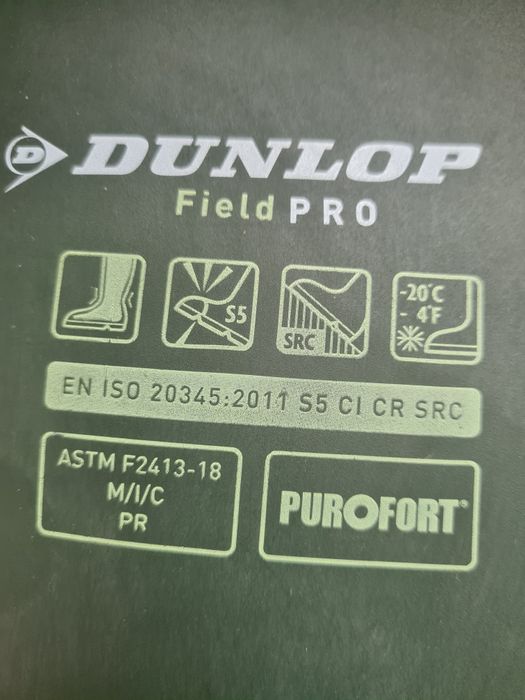 D DUNLOP
Field PRO
S5
SRC
-20°C
- 4°F
EN ISO 20345:2011 S5 CI CR SRC
ASTM F2413-18
M/I/C
PR
PUROFORT®